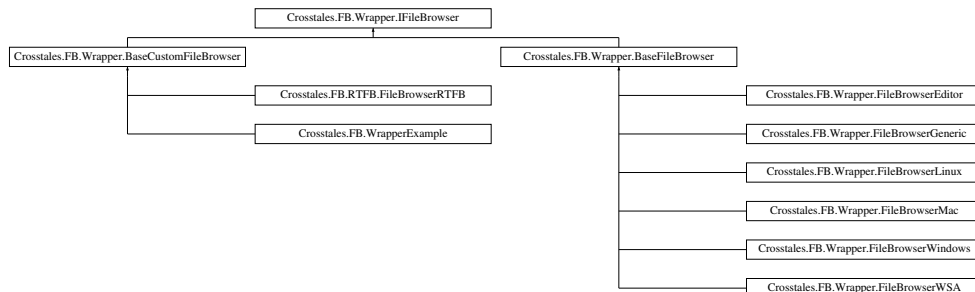 Crosstales.FB.Wrapper.IFileBrowser
Crosstales.FB.Wrapper.BaseCustomFileBrowser
Crosstales.FB.Wrapper.BaseFileBrowser
Crosstales.FB.RTFB.FileBrowserRTFB
Crosstales.FB.WrapperExample
Crosstales.FB.Wrapper.FileBrowserEditor
Crosstales.FB.Wrapper.FileBrowserGeneric
Crosstales.FB.Wrapper.FileBrowserLinux
Crosstales.FB.Wrapper.FileBrowserMac
Crosstales.FB.Wrapper.FileBrowserWindows
Crosstales.FB.Wrapper.FileBrowserWSA